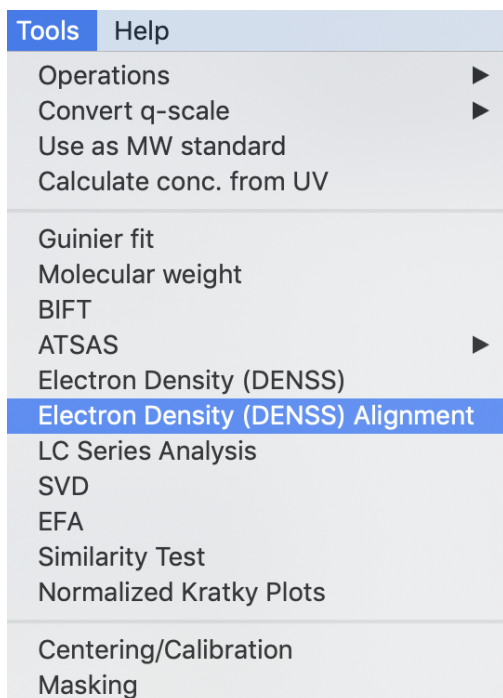 Tools Help
Operations
Convert q-scale
Use as MW standard
Calculate conc. from UV
Guinier fit
Molecular weight
BIFT
ATSAS
Electron Density (DENSS)
Electron Density (DENSS) Alignment
LC Series Analysis
SVD
EFA
Similarity Test
Normalized Kratky Plots
Centering/Calibration
Masking